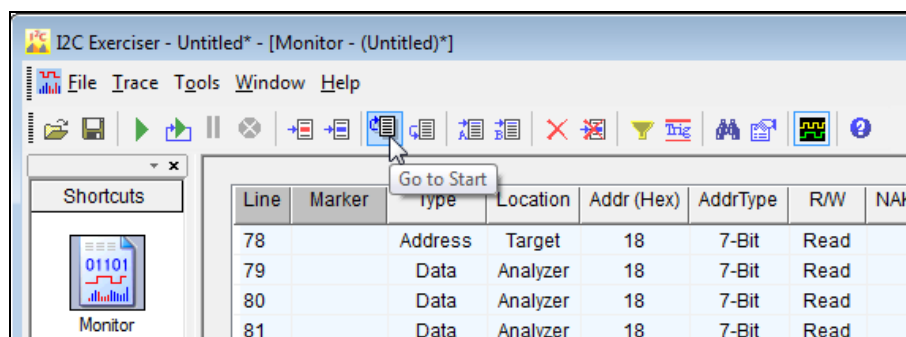 I2C Exerciser - Untitled* - [Monitor - (Untitled)*]
File Trace Tools Window Help
A B Trig
Go to Start
Shortcuts
Line Marker Type Location Addr (Hex) AddrType R/W NAK
78 Address Target 18 7-Bit Read
79 Data Analyzer 18 7-Bit Read
80 Data Analyzer 18 7-Bit Read
81 Data Analyzer 18 7-Bit Read
01101
Monitor